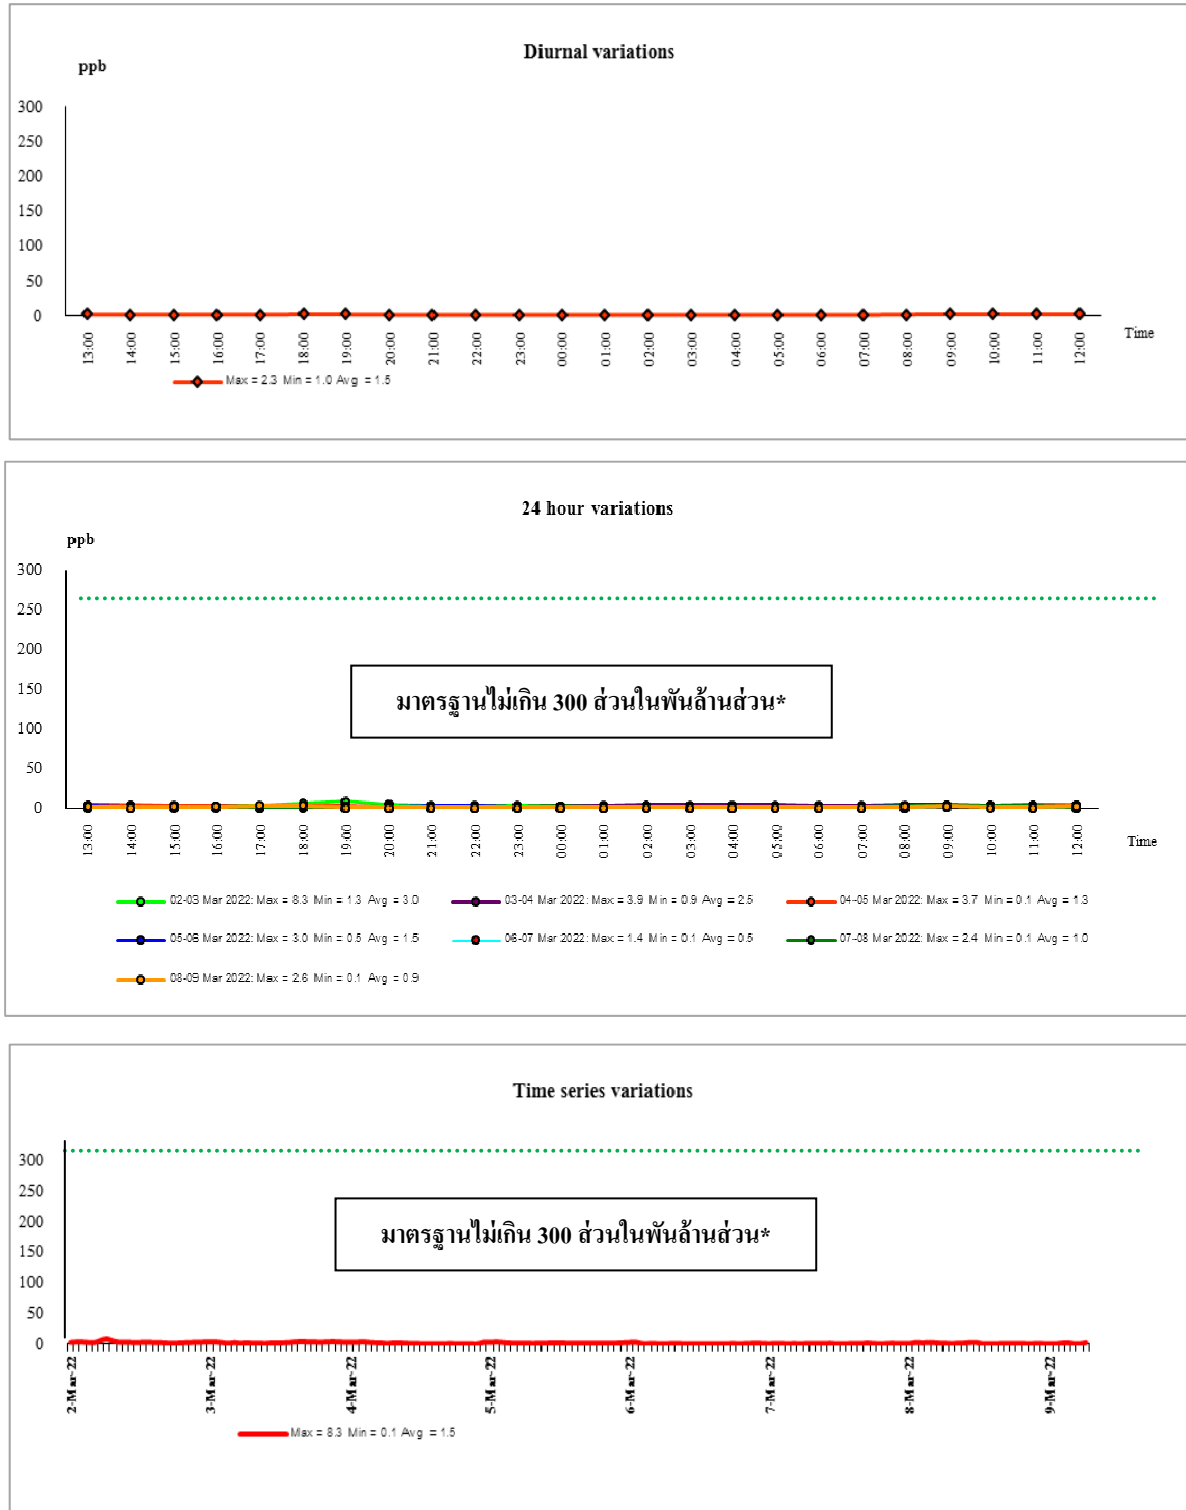 Diurnal variations
ppb
300
250
200
150
100
50
0
13:00 14:00 15:00 16:00 17:00 18:00 19:00 20:00 21:00 22:00 23:00 00:00 01:00 02:00 03:00 04:00 05:00 06:00 07:00 08:00 09:00 10:00 11:00 12:00
Time
Max = 2.3 Min = 1.0 Avg = 1.5
24 hour variations
ppb
300
250
200
150
100
50
0
มาตรฐานไม่เกิน 300 ส่วนในพันล้านส่วน*
13:00 14:00 15:00 16:00 17:00 18:00 19:00 20:00 21:00 22:00 23:00 00:00 01:00 02:00 03:00 04:00 05:00 06:00 07:00 08:00 09:00 10:00 11:00 12:00
Time
02-03 Mar 2022: Max = 8.3 Min = 1.3 Avg = 3.0 03-04 Mar 2022: Max = 3.9 Min = 0.9 Avg = 2.5 04-05 Mar 2022: Max = 3.7 Min = 0.1 Avg = 1.3
05-06 Mar 2022: Max = 3.0 Min = 0.5 Avg = 1.5 06-07 Mar 2022: Max = 1.4 Min = 0.1 Avg = 0.5 07-08 Mar 2022: Max = 2.4 Min = 0.1 Avg = 1.0
08-09 Mar 2022: Max = 2.6 Min = 0.1 Avg = 0.9
Time series variations
300
250
200
150
100
50
0
มาตรฐานไม่เกิน 300 ส่วนในพันล้านส่วน*
2-Mar-22 3-Mar-22 4-Mar-22 5-Mar-22 6-Mar-22 7-Mar-22 8-Mar-22 9-Mar-22
Max = 8.3 Min = 0.1 Avg = 1.5